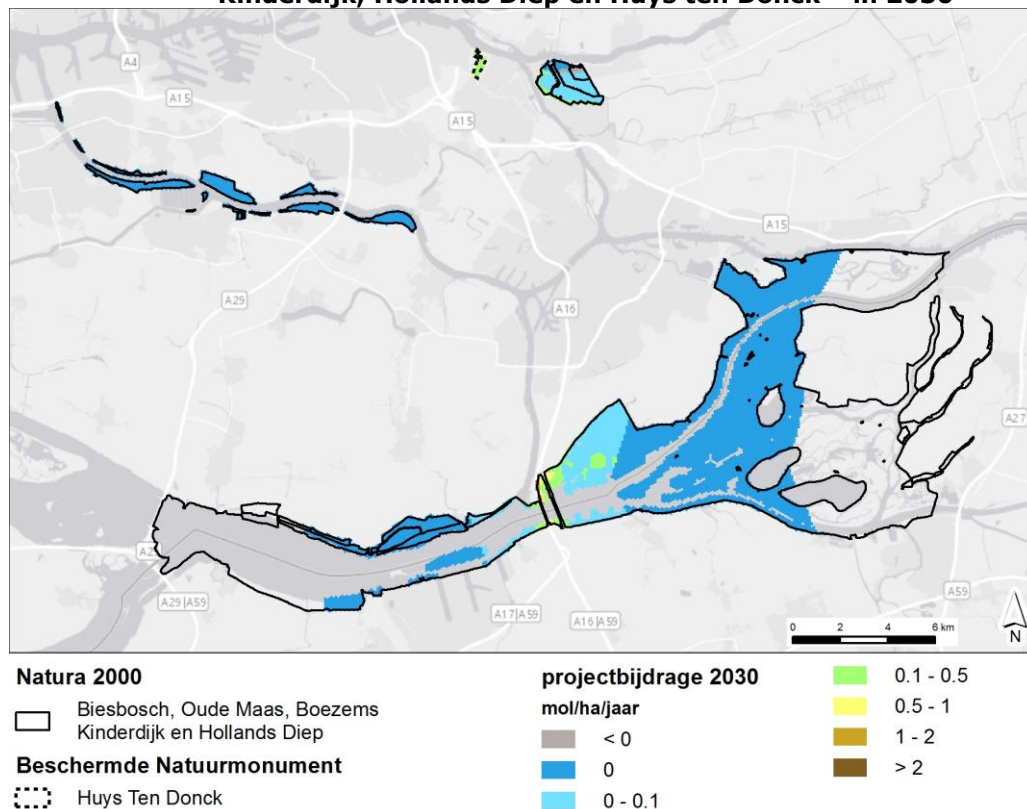 Kinderdijk, Hollands Diep en Huys ten Donck in 2030
A4
A15
A15
A15
A29
A16
A27
A29|A59
A17|A59
A16|A59
A59
0 2 4 6 km
N
Natura 2000
Biesbosch, Oude Maas, Boezems
Kinderdijk en Hollands Diep
Beschermde Natuurmonument
Huys Ten Donck
projectbijdrage 2030
mol/ha/jaar
< 0
0
0 - 0.1
0.1 - 0.5
0.5 - 1
1 - 2
> 2